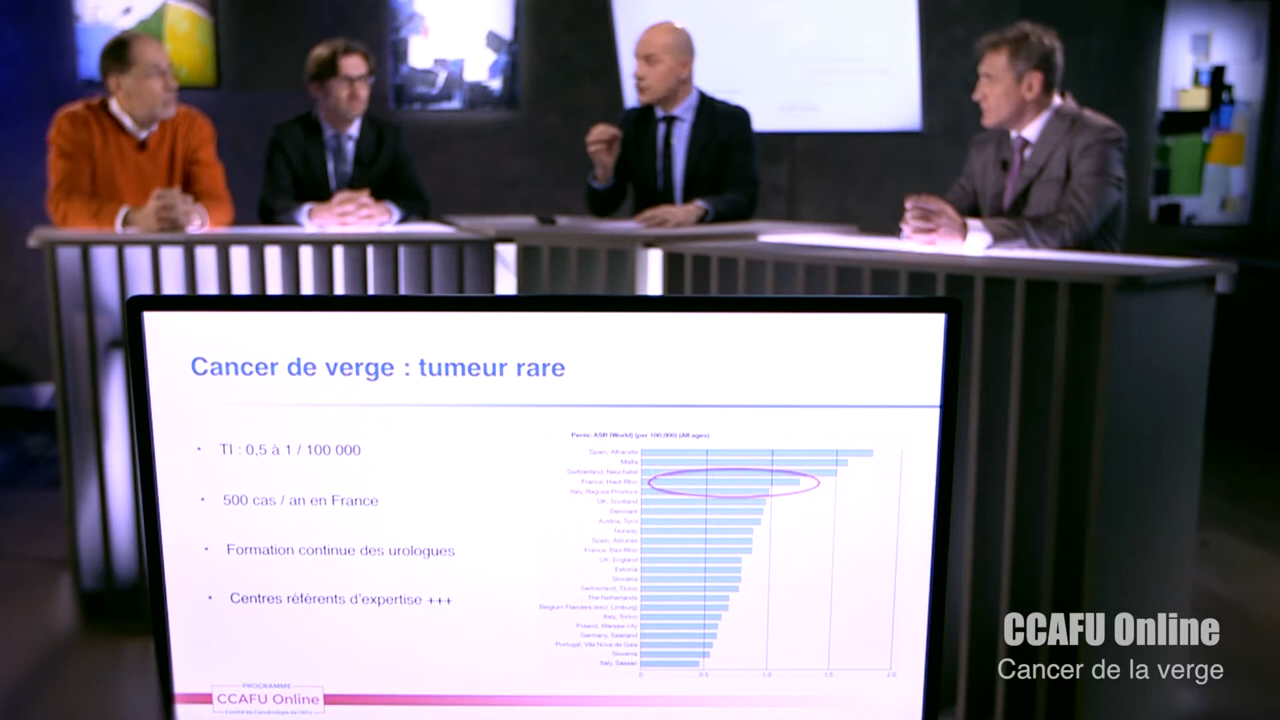 Cancer de verge : tumeur rare
• TI : 0,5 à 1 / 100 000
• 500 cas / an en France
• Formation continue des urologues
• Centres référents d'expertise +++
Penis: ASR (World) (per 100,000) (All ages)
Spain, Albacete
Malta
Switzerland, Neuchatel
France, Haut-Rhin
Italy, Ragusa Province
UK, Scotland
Denmark
Austria, Tyrol
Norway
Spain, Asturias
France, Bas-Rhin
UK, England
Estonia
Slovakia
Switzerland, Ticino
The Netherlands
Belgium Flanders (excl. Limburg)
Italy, Torino
Poland, Warsaw city
Germany, Saarland
Portugal, Vila Nova de Gaia
Slovenia
Italy, Sassari
0 0.5 1.0 1.5 2.0
PROGRAMME
CCAFU Online
Comité de Cancérologie de l'AFU
CCAFU Online
Cancer de la verge